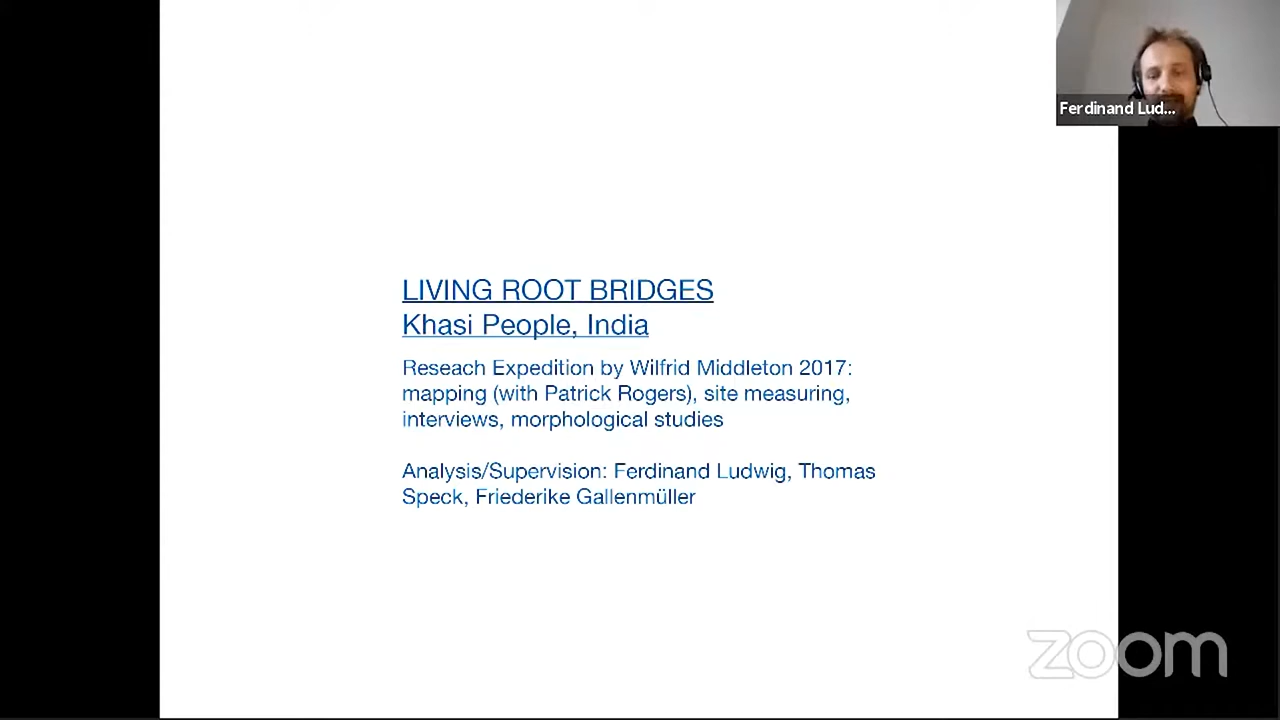 Ferdinand Lud...
LIVING ROOT BRIDGES
Khasi People, India
Reseach Expedition by Wilfrid Middleton 2017:
mapping (with Patrick Rogers), site measuring,
interviews, morphological studies
Analysis/Supervision: Ferdinand Ludwig, Thomas
Speck, Friederike Gallenmüller
zoom